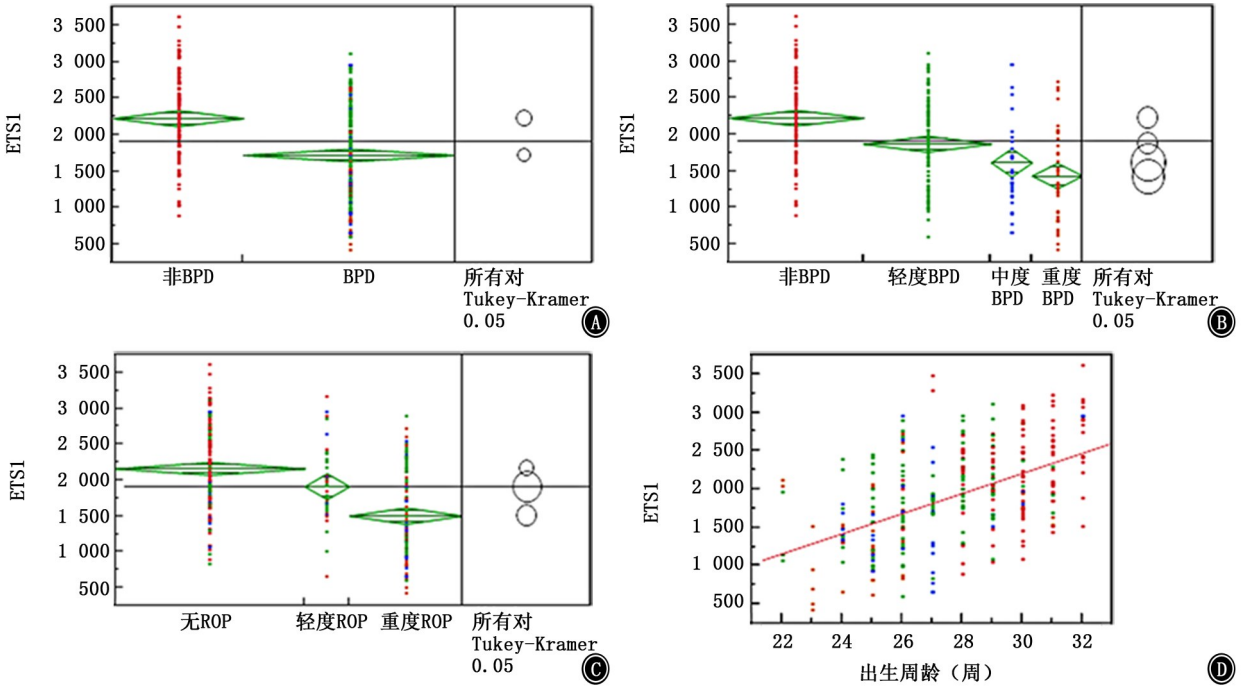 3 500
3 000
2 500
2 000
1 500
1 000
500
ETS1
非BPD
BPD
所有对
Tukey-Kramer
0.05
A
3 500
3 000
2 500
2 000
1 500
1 000
500
ETS1
非BPD
轻度BPD
中度
BPD
重度
BPD
所有对
Tukey-Kramer
0.05
B
3 500
3 000
2 500
2 000
1 500
1 000
500
ETS1
无ROP
轻度ROP
重度ROP
所有对
Tukey-Kramer
0.05
C
3 500
3 000
2 500
2 000
1 500
1 000
500
ETS1
22
24
26
28
30
32
出生周龄（周）
D